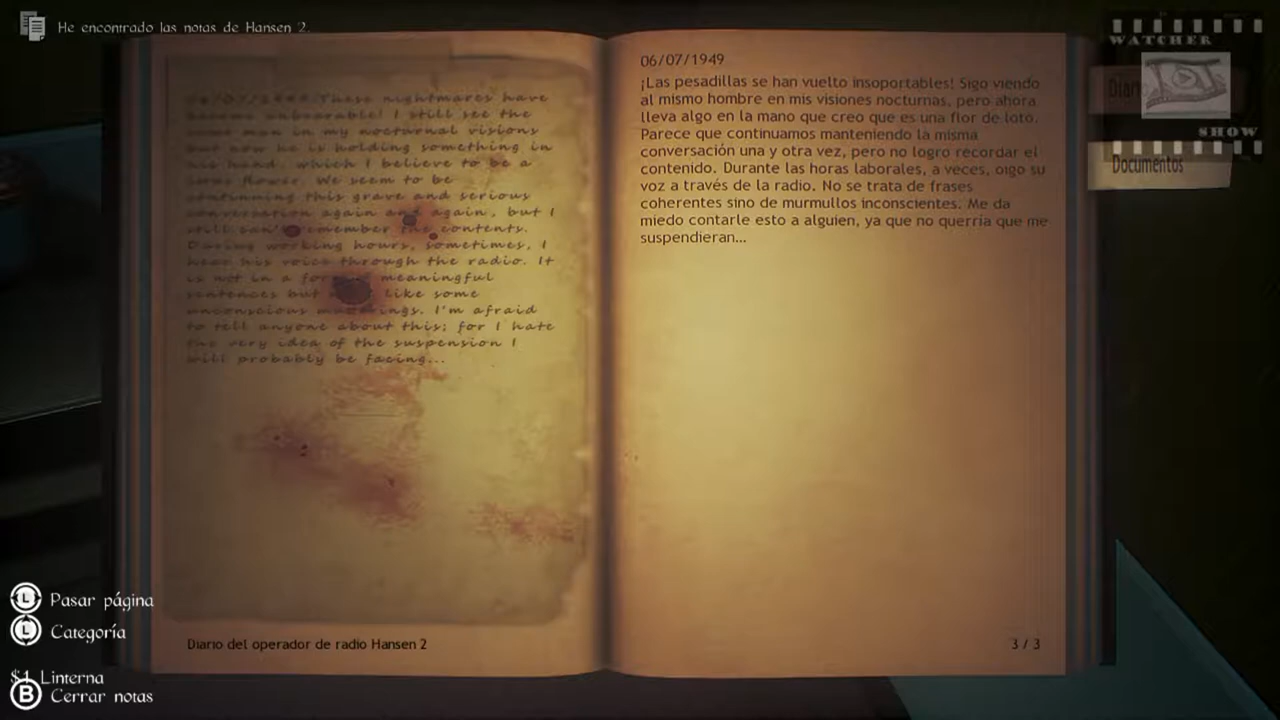 He encontrado las notas de Hansen 2.
WATCHER
SHOW
Documentos
These nightmares have
become unbearable! I still see the
same man in my nocturnal visions
but now he is holding something in
his hand, which I believe to be a
lotus flower. We seem to be
continuing this grave and serious
conversation again and again, but I
still can't remember the contents.
During working hours, sometimes, I
hear his voice through the radio. It
is not in a meaningful
sentences but like some
unconscious I'm afraid
to tell anyone about this; for I hate
the very idea of the suspension I
will probably be facing...
Diario del operador de radio Hansen 2
06/07/1949
¡Las pesadillas se han vuelto insoportables! Sigo viendo
al mismo hombre en mis visiones nocturnas, pero ahora
lleva algo en la mano que creo que es una flor de loto.
Parece que continuamos manteniendo la misma
conversación una y otra vez, pero no logro recordar el
contenido. Durante las horas laborales, a veces, oigo su
voz a través de la radio. No se trata de frases
coherentes sino de murmullos inconscientes. Me da
miedo contarle esto a alguien, ya que no querría que me
suspendieran...
3 / 3
L Pasar página
L Categoría
$1 Linterna
B Cerrar notas